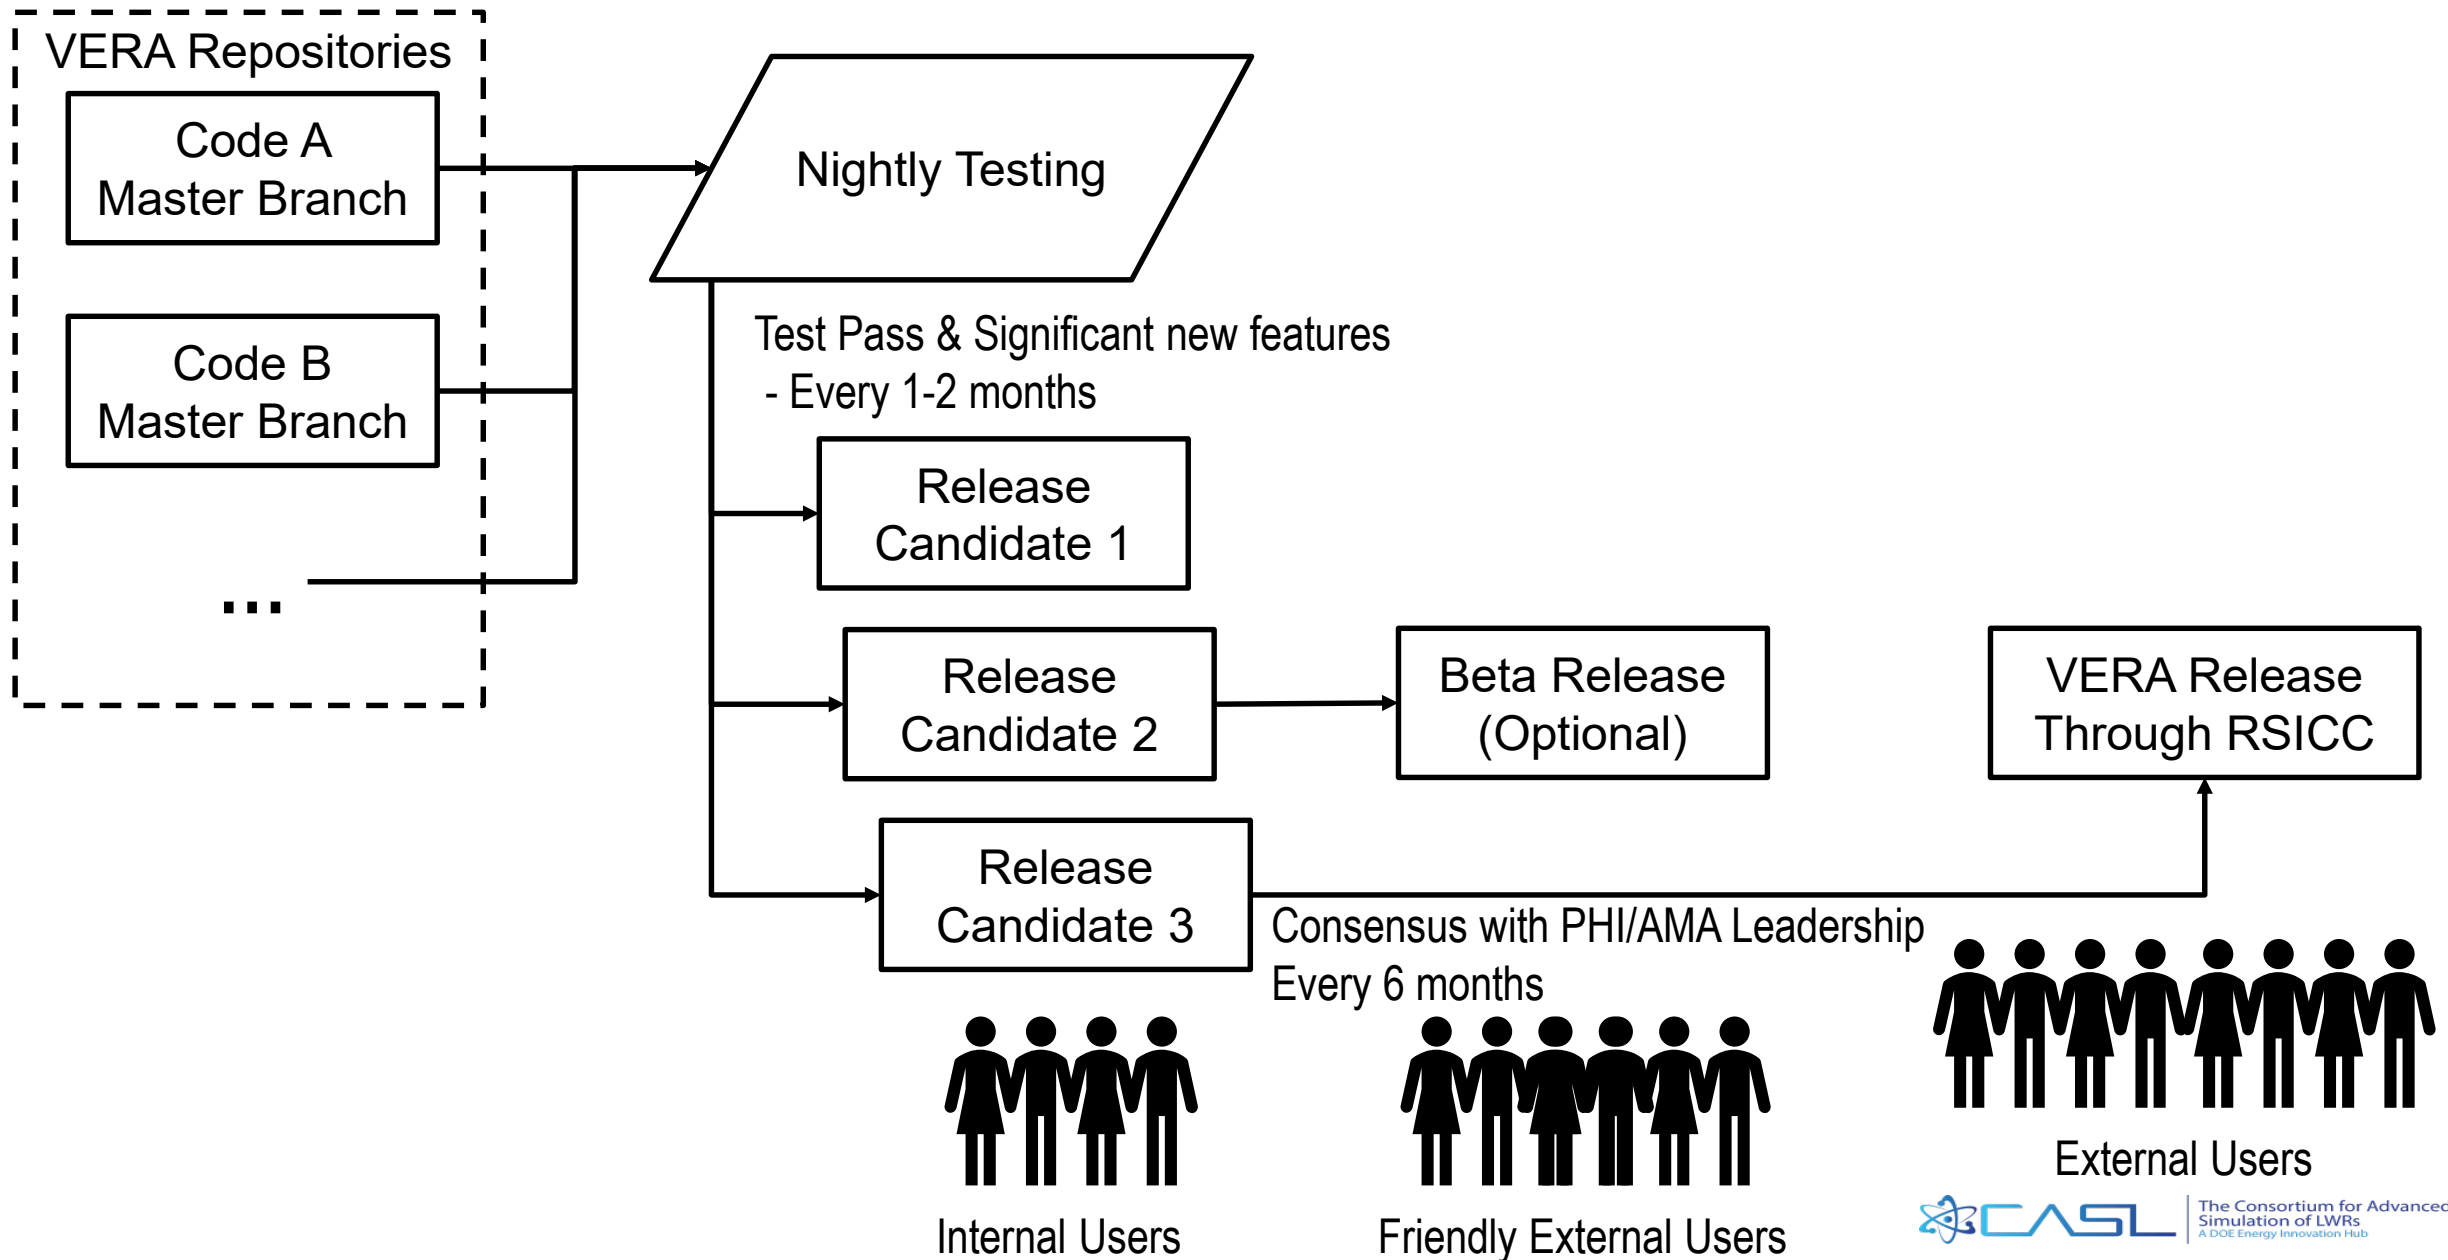 VERA Repositories
Code A
Master Branch
Code B
Master Branch
...
Nightly Testing
Test Pass & Significant new features
- Every 1-2 months
Release
Candidate 1
Release
Candidate 2
Beta Release
(Optional)
VERA Release
Through RSICC
Release
Candidate 3
Consensus with PHI/AMA Leadership
Every 6 months
Internal Users
Friendly External Users
External Users
CASL
The Consortium for Advanced
Simulation of LWRs
A DOE Energy Innovation Hub